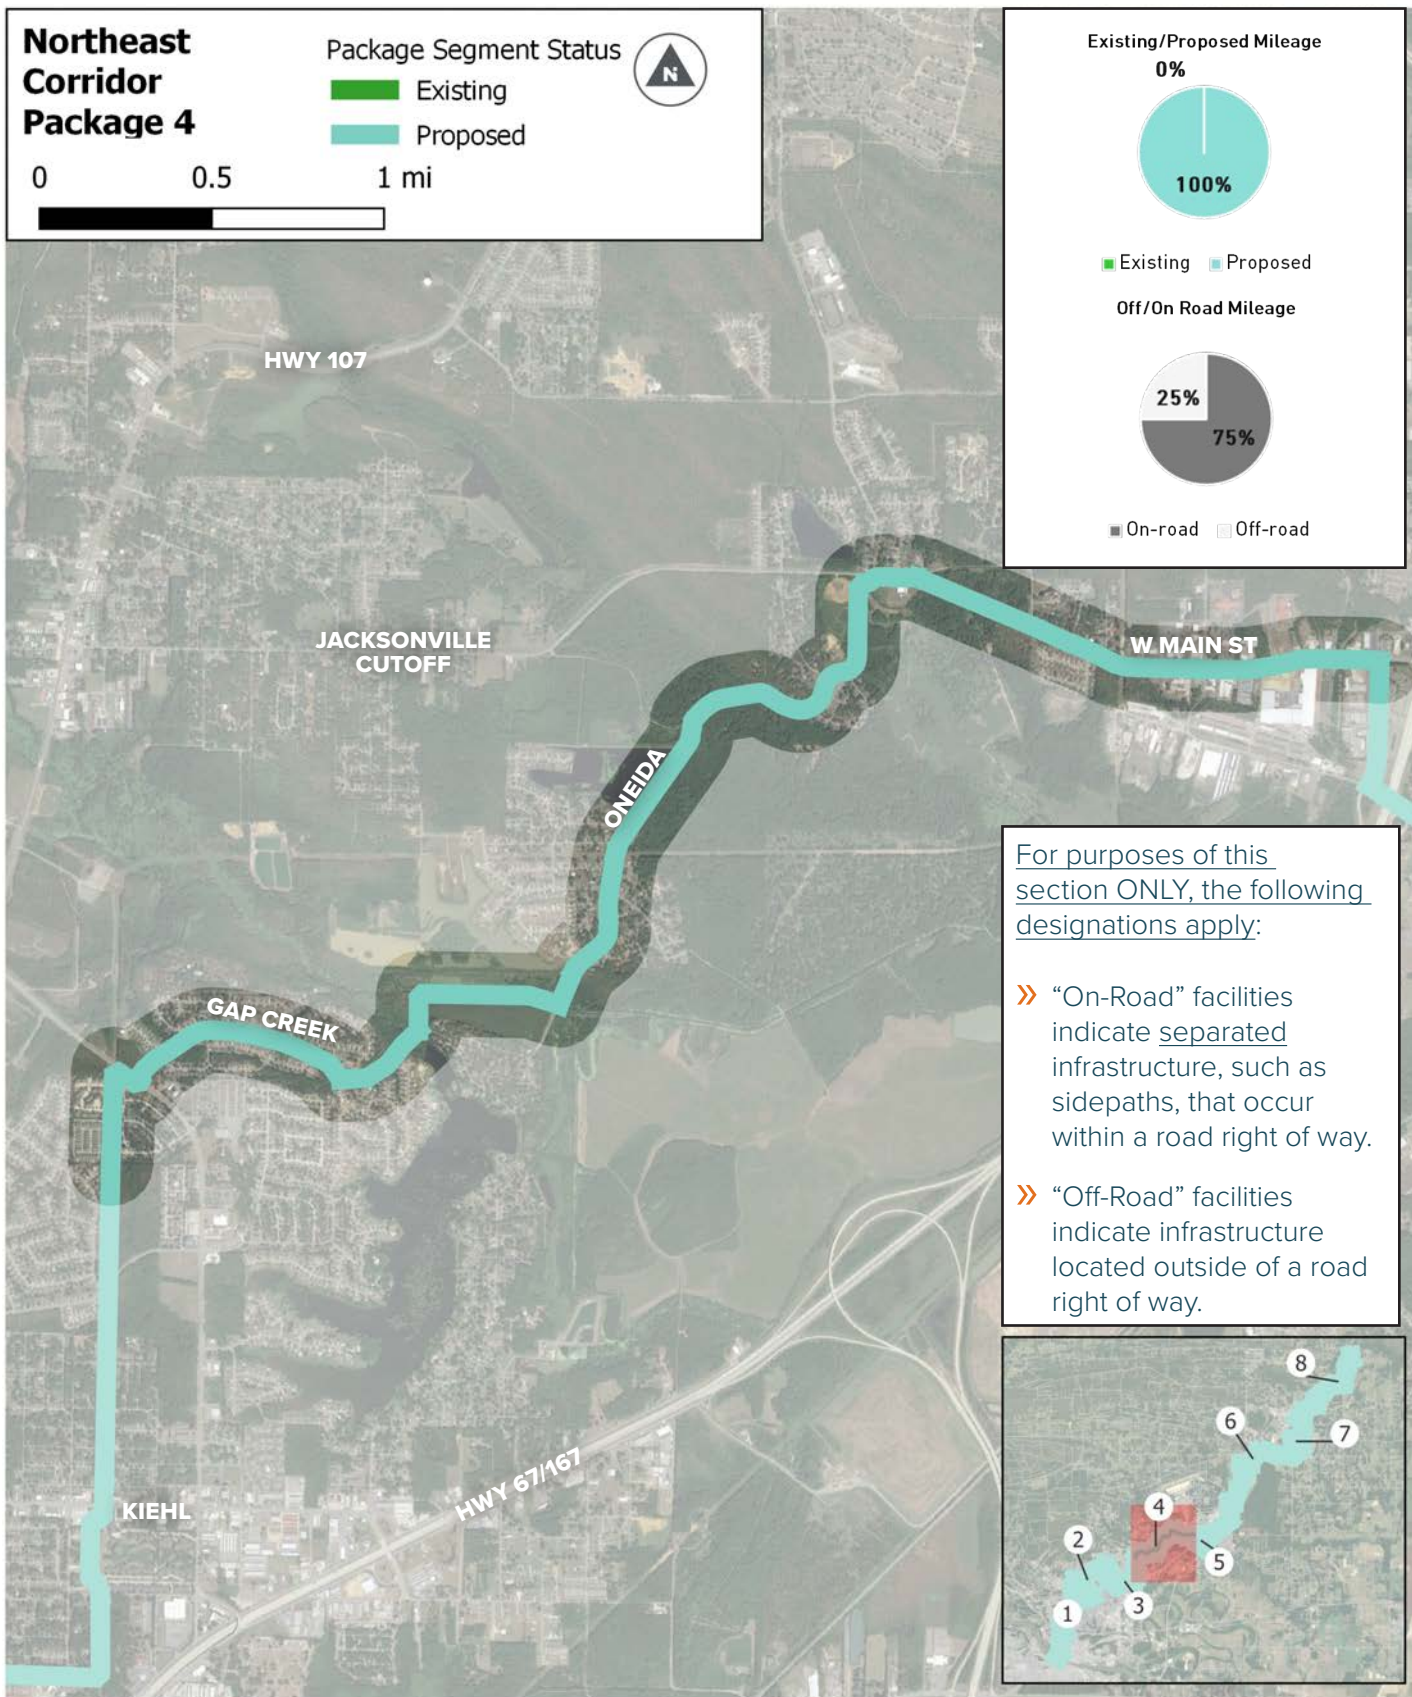 Northeast
Corridor
Package 4
Package Segment Status
Existing
Proposed
N
0 0.5 1 mi
Existing/Proposed Mileage
0%
100%
Existing Proposed
Off/On Road Mileage
25%
75%
On-road Off-road
HWY 107
JACKSONVILLE
CUTOFF
W MAIN ST
ONEIDA
GAP CREEK
KIEHL
HWY 67/167
For purposes of this
section ONLY, the following
designations apply:
» “On-Road” facilities
indicate separated
infrastructure, such as
sidepaths, that occur
within a road right of way.
» “Off-Road” facilities
indicate infrastructure
located outside of a road
right of way.
8
6
7
4
2
5
3
1